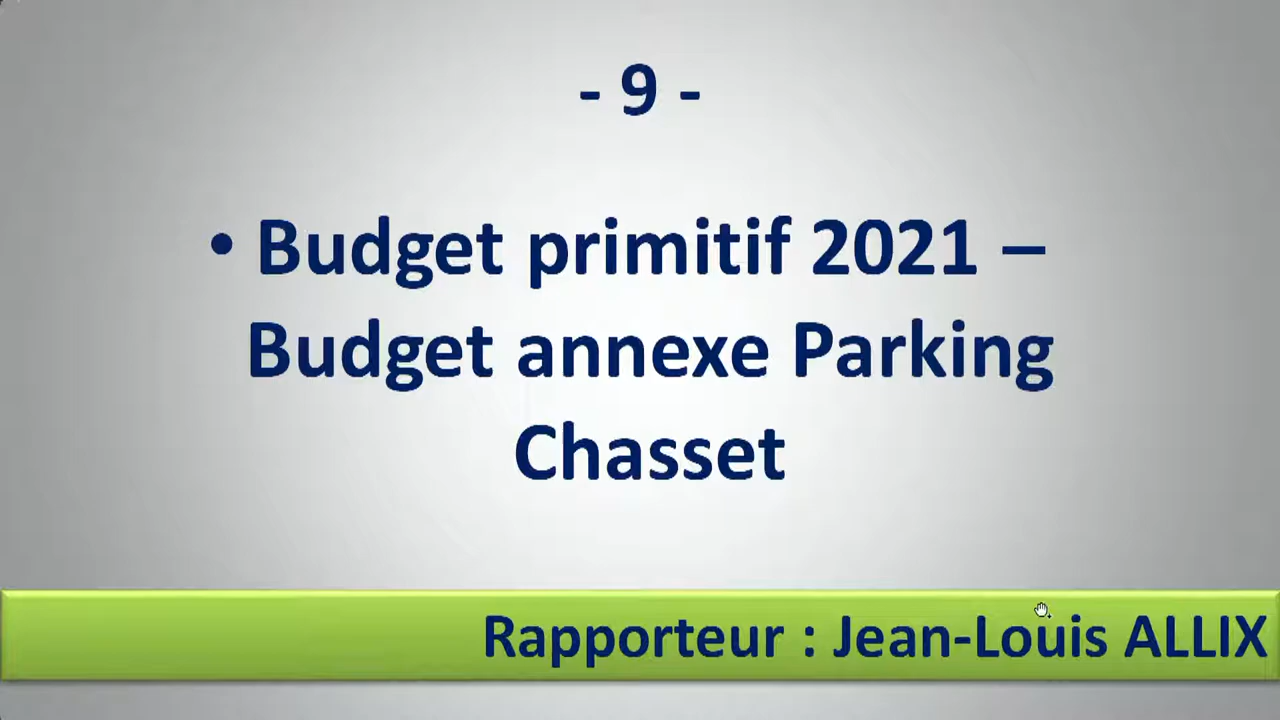 - 9 -
• Budget primitif 2021 –
Budget annexe Parking
Chasset
Rapporteur : Jean-Louis ALLIX